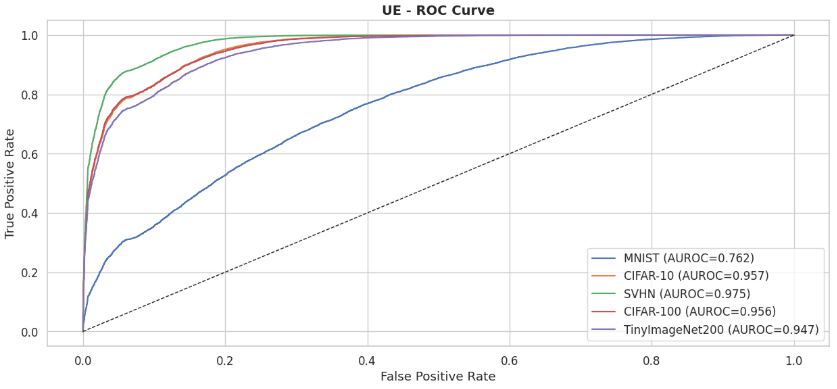 UE - ROC Curve
True Positive Rate
1.0
0.8
0.6
0.4
0.2
0.0
0.0
0.2
0.4
0.6
0.8
1.0
False Positive Rate
MNIST (AUROC=0.762)
CIFAR-10 (AUROC=0.957)
SVHN (AUROC=0.975)
CIFAR-100 (AUROC=0.956)
TinyImageNet200 (AUROC=0.947)